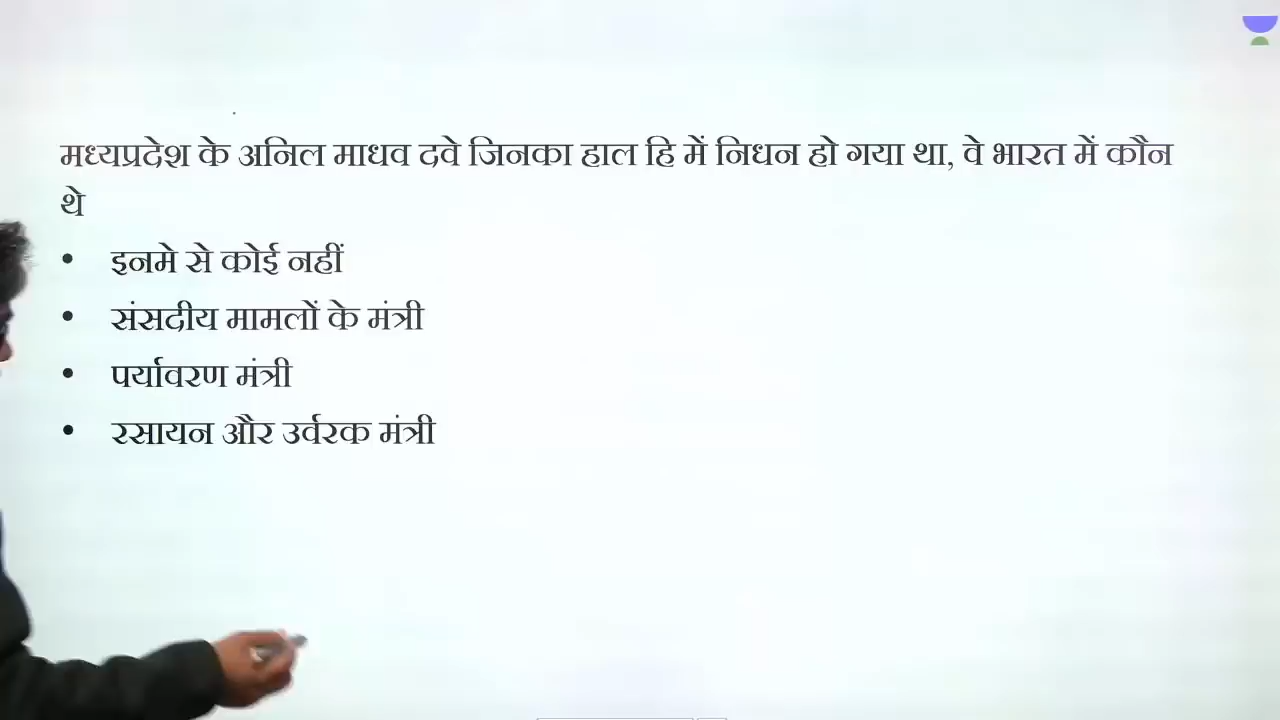 मध्यप्रदेश के अनिल माधव दवे जिनका हाल हि में निधन हो गया था, वे भारत में कौन
थे
• इनमे से कोई नहीं
• संसदीय मामलों के मंत्री
• पर्यावरण मंत्री
• रसायन और उर्वरक मंत्री